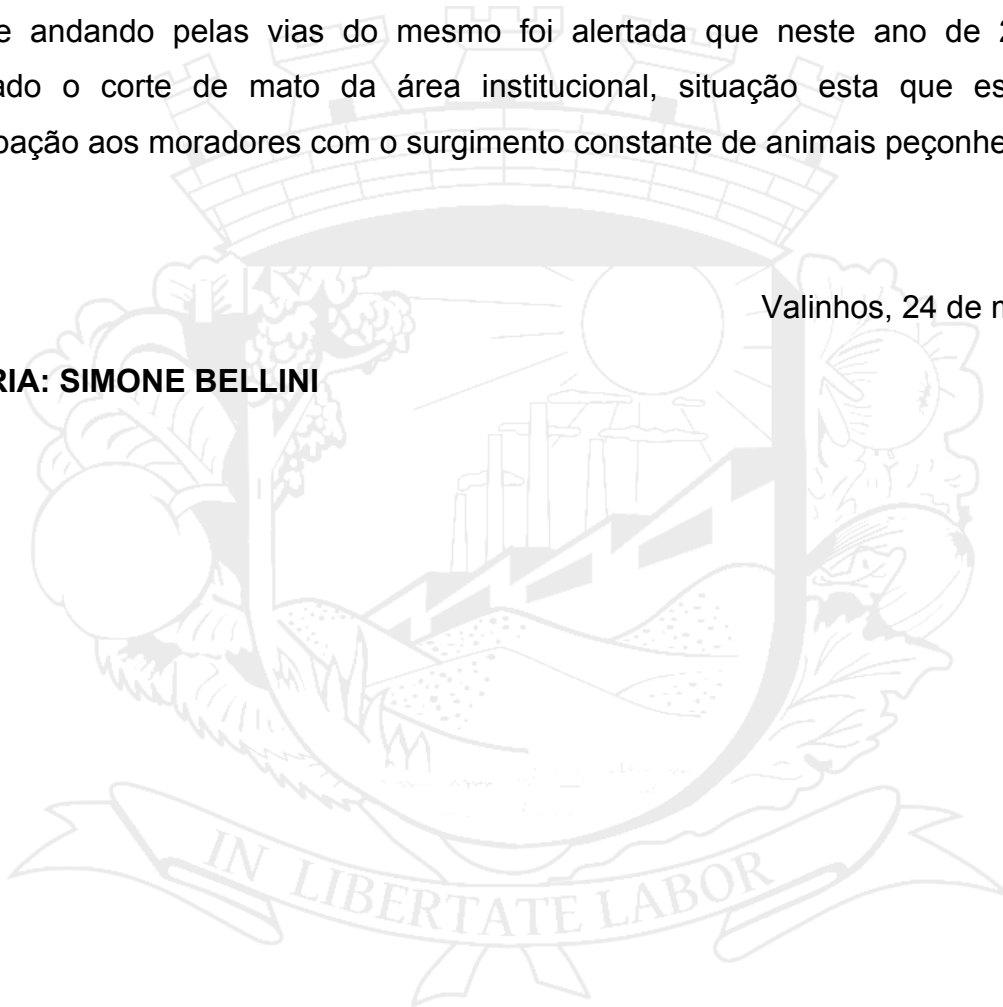 e andando pelas vias do mesmo foi alertada que neste ano de 2
ado o corte de mato da área institucional, situação esta que es
pação aos moradores com o surgimento constante de animais peçonhe
Valinhos, 24 de
RIA: SIMONE BELLINI
IN LIBERTATE LABOR